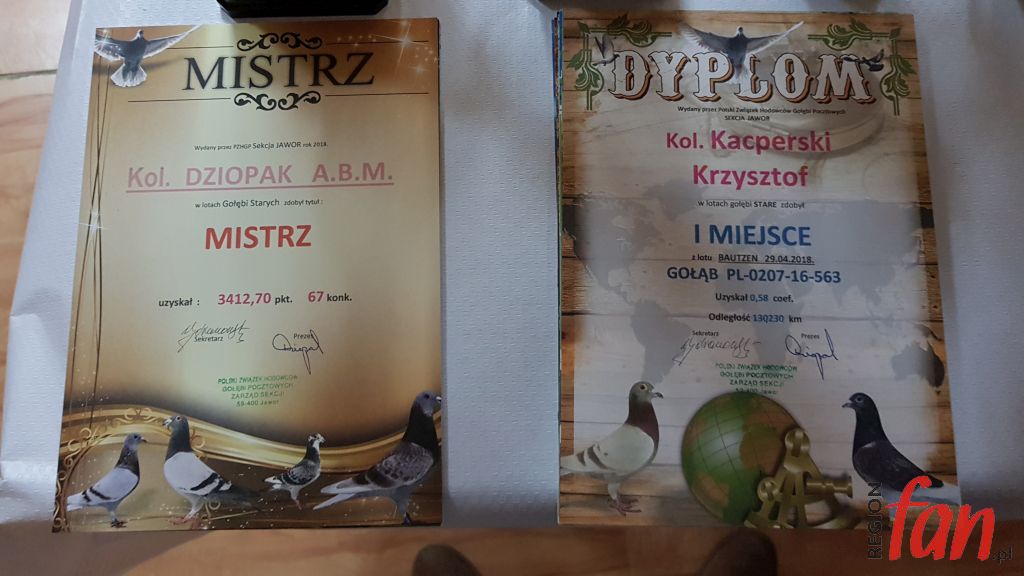 MISTRZ
Wydany przez PZHGP Sekcja JAWOR rok 2018.
Kol. DZIOPAK A.B.M.
w lotach Gołębi Starych zdobył tytuł :
MISTRZ
uzyskał : 3412,70 pkt. 67 konk.
Sekretarz
Prezes
POLSKI ZWIĄZEK HODOWCÓW
GOŁĘBI POCZTOWYCH
ZARZĄD SEKCJI
59-400 Jawor
DYPLOM
Wydany przez Polski Związek Hodowców Gołębi Pocztowych
SEKCJA JAWOR
Kol. Kacperski
Krzysztof
w lotach gołębi STARE zdobył
I MIEJSCE
z lotu BAUTZEN 29.04.2018.
GOŁĄB PL-0207-16-563
Uzyskał 0,58 coef.
Odległość 130230 km
Sekretarz
Prezes
POLSKI ZWIĄZEK HODOWCÓW
GOŁĘBI POCZTOWYCH
ZARZĄD SEKCJI
59-400 Jawor
REGION
fan.pl